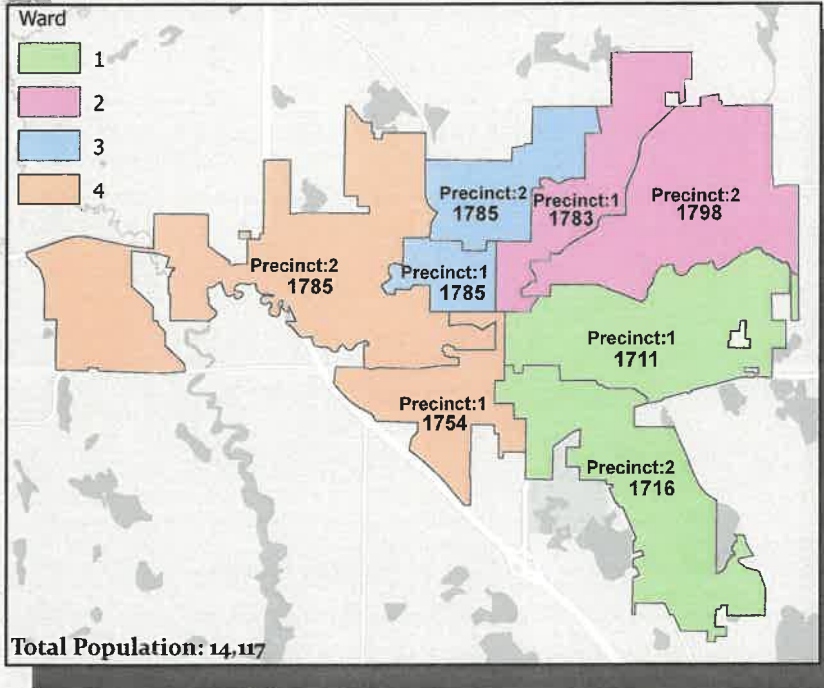 Ward
1
2
3
4
Precinct:2
1785
Precinct:1
1783
Precinct:2
1798
Precinct:2
1785
Precinct:1
1785
Precinct:1
1711
Precinct:1
1754
Precinct:2
1716
Total Population: 14,117